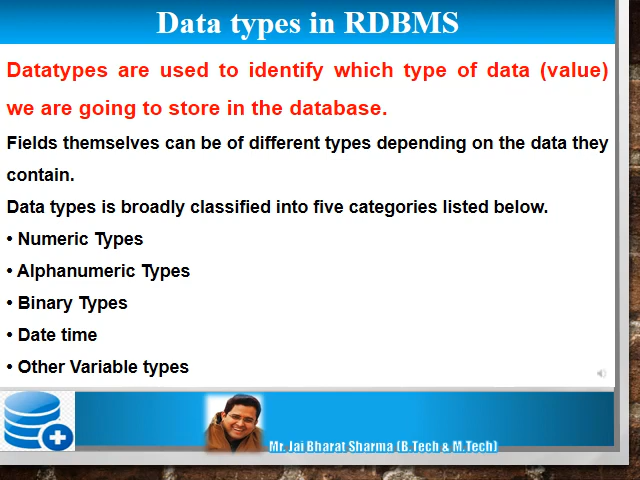 Data types in RDBMS
Datatypes are used to identify which type of data (value)
we are going to store in the database.
Fields themselves can be of different types depending on the data they
contain.
Data types is broadly classified into five categories listed below.
• Numeric Types
• Alphanumeric Types
• Binary Types
• Date time
• Other Variable types
Mr. Jai Bharat Sharma (B.Tech & M.Tech)